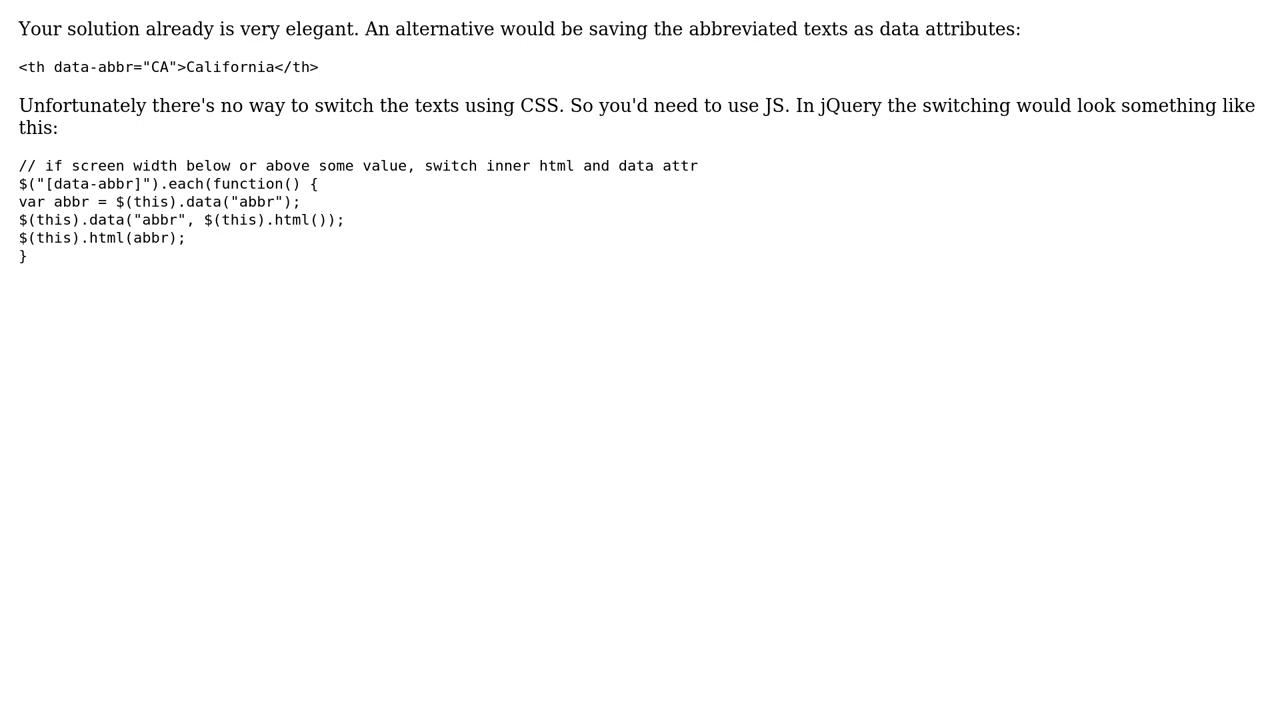 Your solution already is very elegant. An alternative would be saving the abbreviated texts as data attributes:
<th data-abbr="CA">California</th>
Unfortunately there's no way to switch the texts using CSS. So you'd need to use JS. In jQuery the switching would look something like
this:
// if screen width below or above some value, switch inner html and data attr
$("[data-abbr]").each(function() {
var abbr = $(this).data("abbr");
$(this).data("abbr", $(this).html());
$(this).html(abbr);
}